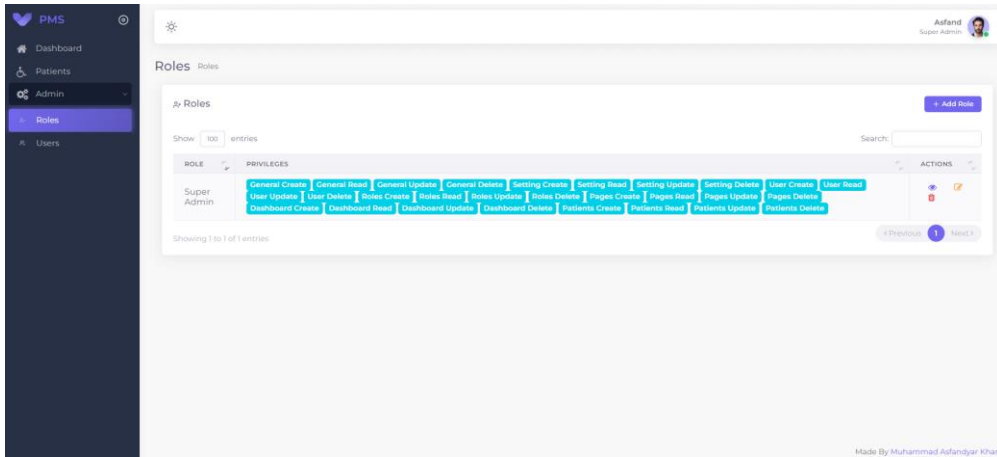 PMS
Asfand
Super Admin
Dashboard
Patients
Admin
Roles
Users
Roles Roles
Roles
+ Add Role
Show 100 entries
Search:
ROLE PRIVILEGES ACTIONS
Super Admin
General Create General Read General Update General Delete Setting Create Setting Read Setting Update Setting Delete User Create User Read
User Update User Delete Roles Create Roles Read Roles Update Roles Delete Pages Create Pages Read Pages Update Pages Delete
Dashboard Create Dashboard Read Dashboard Update Dashboard Delete Patients Create Patients Read Patients Update Patients Delete
Showing 1 to 1 of 1 entries
Previous 1 Next
Made By Muhammad Asfandyar Khan